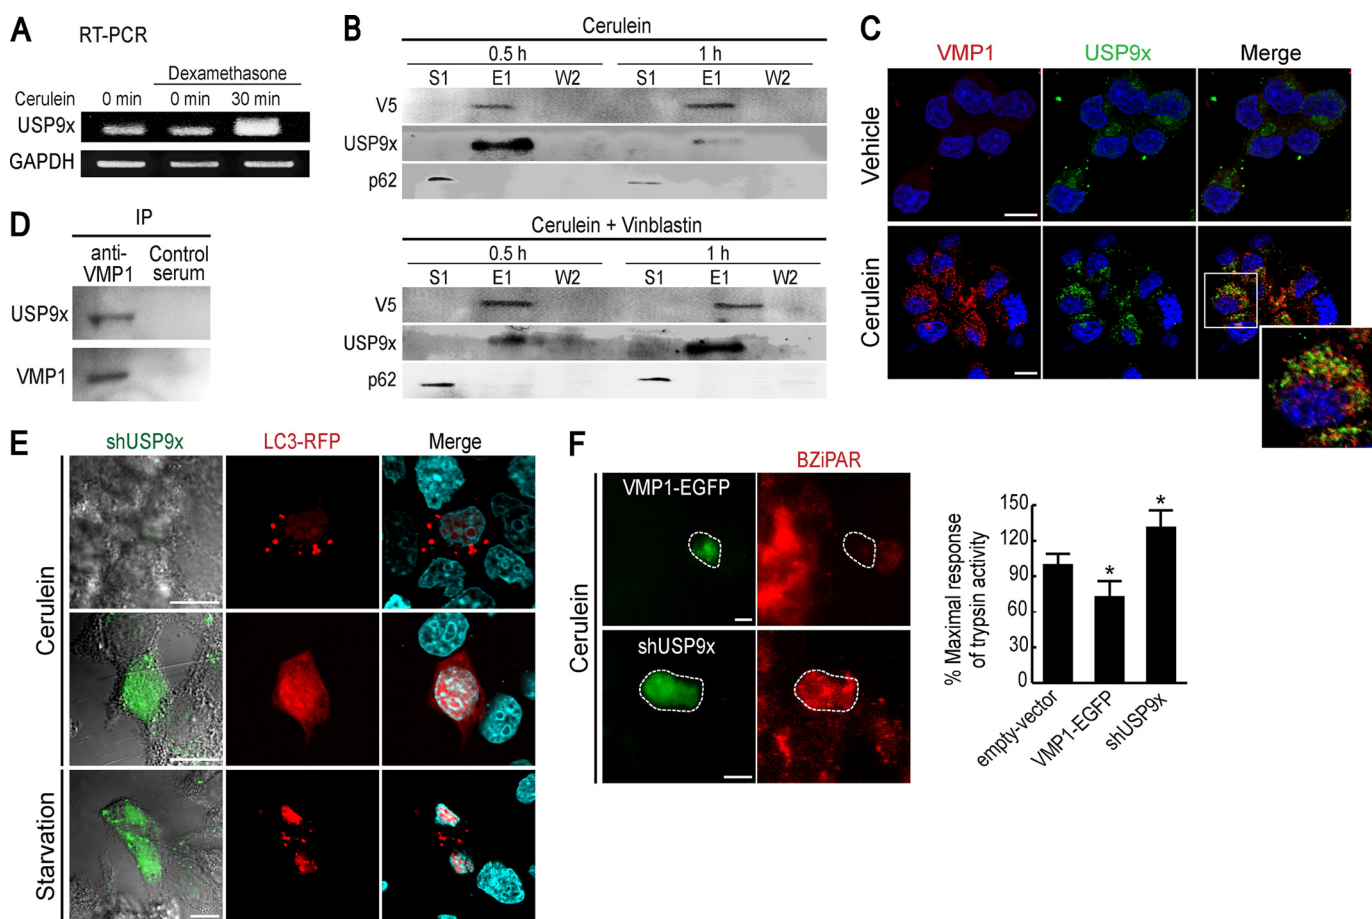 A
RT-PCR
Dexamethasone
Cerulein 0 min 0 min 30 min
USP9x
GAPDH
B
Cerulein
0.5 h 1 h
S1 E1 W2 S1 E1 W2
V5
USP9x
p62
Cerulein + Vinblastin
0.5 h 1 h
S1 E1 W2 S1 E1 W2
V5
USP9x
p62
C
VMP1 USP9x Merge
Vehicle
Cerulein
D
IP
anti-VMP1 Control serum
USP9x
VMP1
E
shUSP9x LC3-RFP Merge
Cerulein
Starvation
F
BZiPAR
VMP1-EGFP
shUSP9x
Cerulein
% Maximal response
of trypsin activity
150
120
90
60
30
0
* * 
empty-vector
VMP1-EGFP
shUSP9x